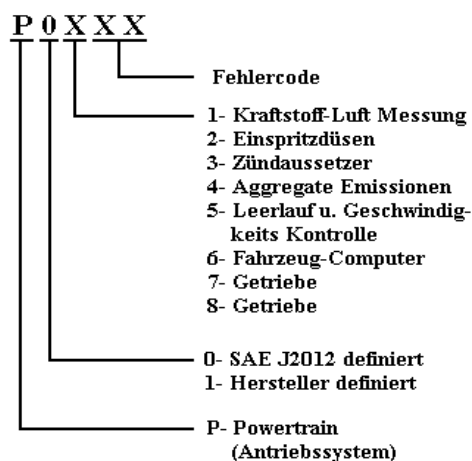 P 0 X X X
Fehlercode
1- Kraftstoff-Luft Messung
2- Einspritzdüsen
3- Zündaussetzer
4- Aggregate Emissionen
5- Leerlauf u. Geschwindig-
keits Kontrolle
6- Fahrzeug-Computer
7- Getriebe
8- Getriebe
0- SAE J2012 definiert
1- Hersteller definiert
P- Powertrain
(Antriebssystem)